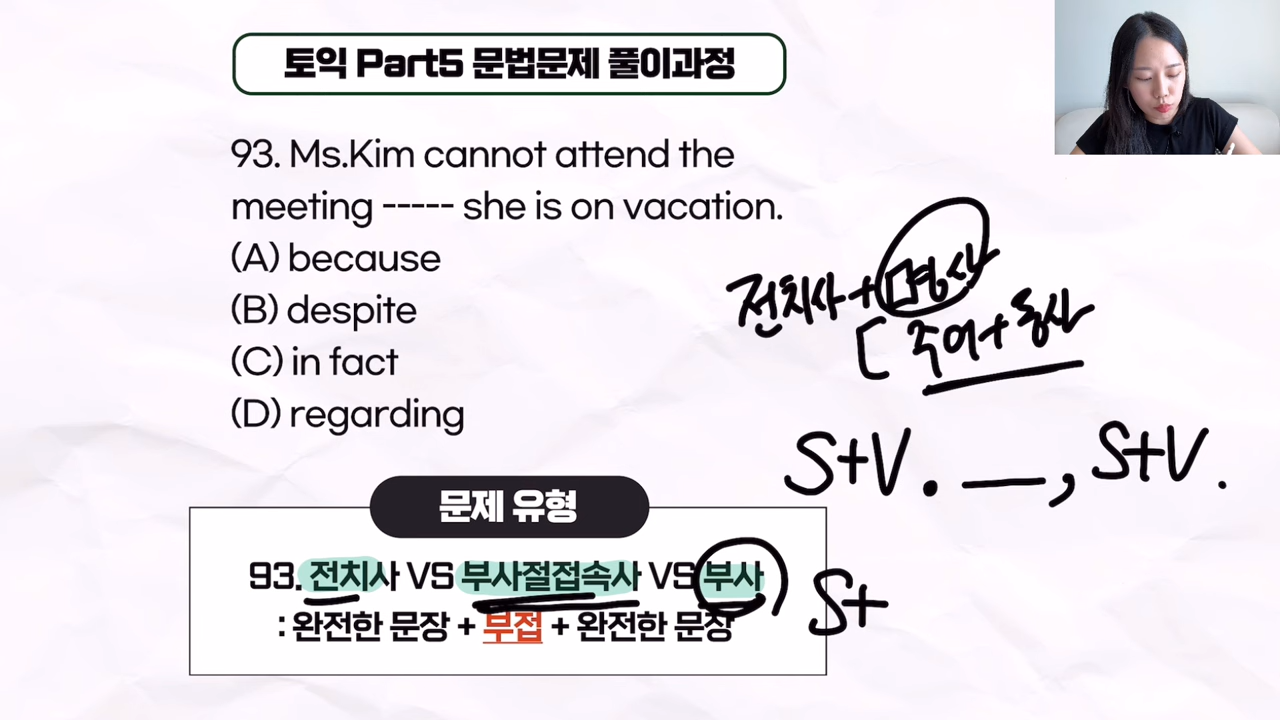 토익 Part5 문법문제 풀이과정
93. Ms.Kim cannot attend the
meeting ----- she is on vacation.
(A) because
(B) despite
(C) in fact
(D) regarding
전치사+명사
[ 주어+동사
S+V. __, S+V.
문제 유형
93. 전치사 VS 부사절접속사 VS 부사
: 완전한 문장 + 부접 + 완전한 문장
S+